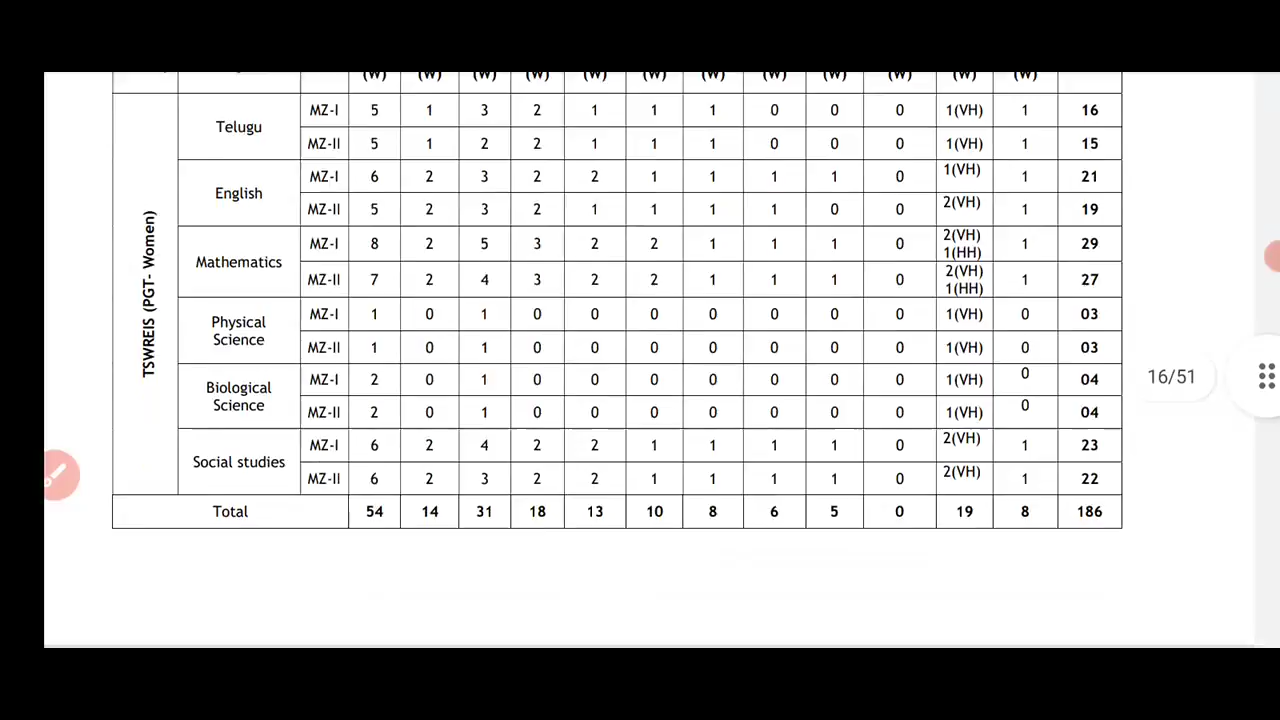 (W) (W) (W) (W) (W) (W) (W) (W) (W) (W) (W) (W)
TSWREIS (PGT- Women)
Telugu MZ-I 5 1 3 2 1 1 1 0 0 0 1(VH) 1 16
MZ-II 5 1 2 2 1 1 1 0 0 0 1(VH) 1 15
English MZ-I 6 2 3 2 2 1 1 1 1 0 1(VH) 1 21
MZ-II 5 2 3 2 1 1 1 1 0 0 2(VH) 1 19
Mathematics MZ-I 8 2 5 3 2 2 1 1 1 0 2(VH) 1(HH) 1 29
MZ-II 7 2 4 3 2 2 1 1 1 0 2(VH) 1(HH) 1 27
Physical Science MZ-I 1 0 1 0 0 0 0 0 0 0 1(VH) 0 03
MZ-II 1 0 1 0 0 0 0 0 0 0 1(VH) 0 03
Biological Science MZ-I 2 0 1 0 0 0 0 0 0 0 1(VH) 0 04
MZ-II 2 0 1 0 0 0 0 0 0 0 1(VH) 0 04
Social studies MZ-I 6 2 4 2 2 1 1 1 1 0 2(VH) 1 23
MZ-II 6 2 3 2 2 1 1 1 1 0 2(VH) 1 22
Total 54 14 31 18 13 10 8 6 5 0 19 8 186
16/51